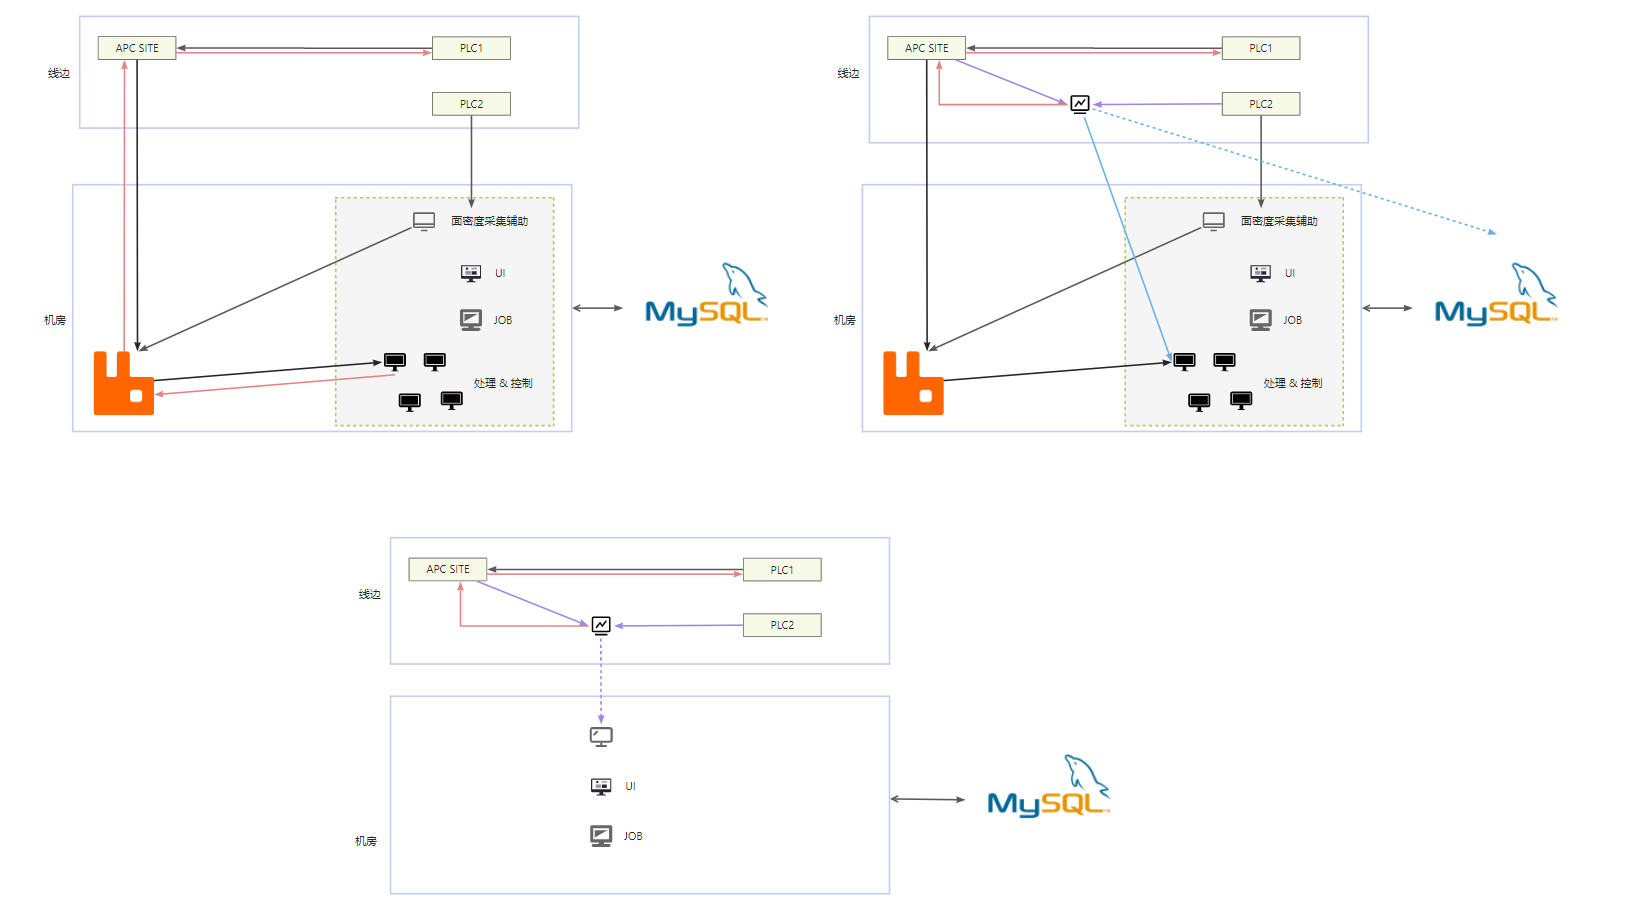 APC SITE
PLC1
线边
PLC2
面密度采集辅助
UI
机房
JOB
处理 & 控制
MySQL
APC SITE
PLC1
线边
PLC2
面密度采集辅助
UI
机房
JOB
处理 & 控制
MySQL
APC SITE
PLC1
线边
PLC2
UI
机房
JOB
MySQL